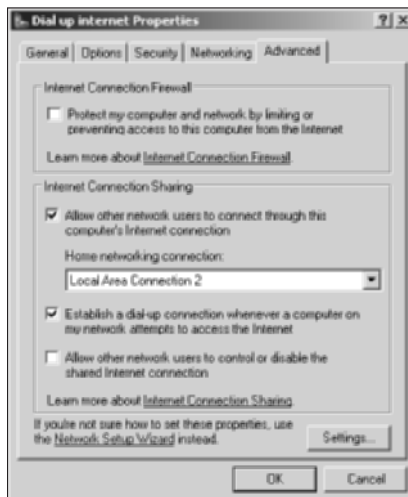 Dial up internet Properties
General Options Security Networking Advanced
Internet Connection Firewall
Protect my computer and network by limiting or
preventing access to this computer from the Internet
Learn more about Internet Connection Firewall.
Internet Connection Sharing
Allow other network users to connect through this
computer's Internet connection
Home networking connection:
Local Area Connection 2
Establish a dial-up connection whenever a computer on
my network attempts to access the Internet
Allow other network users to control or disable the
shared Internet connection
Learn more about Internet Connection Sharing.
If you're not sure how to set these properties, use
the Network Setup Wizard instead.
Settings...
OK Cancel